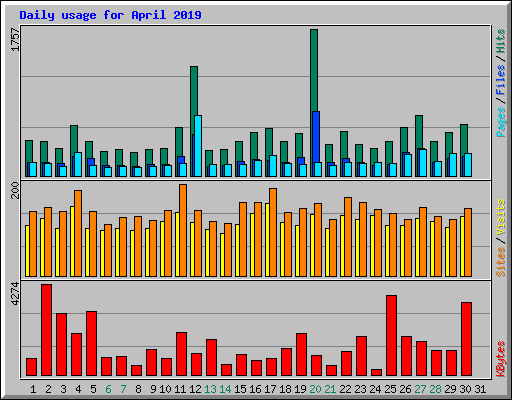 Daily usage for April 2019
1757
Pages / Files / Hits
200
Sites / Visits
4274
KBytes
1 2 3 4 5 6 7 8 9 10 11 12 13 14 15 16 17 18 19 20 21 22 23 24 25 26 27 28 29 30 31